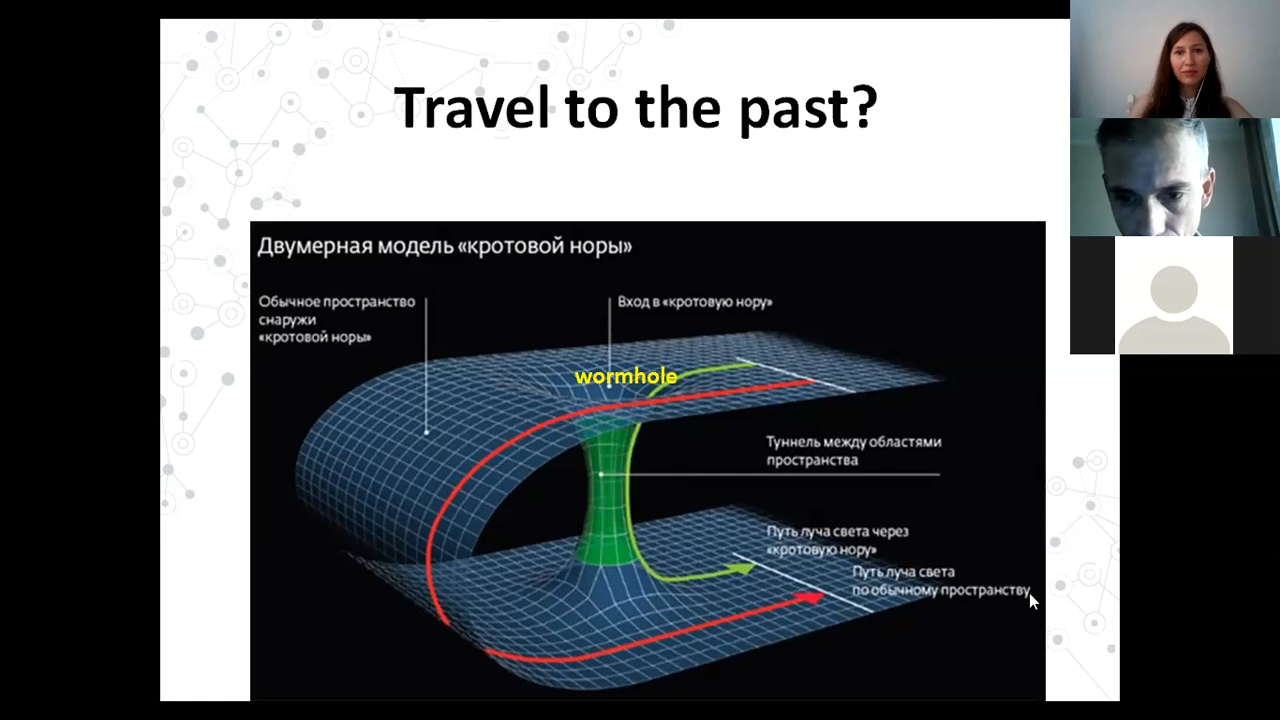 Travel to the past?
Двумерная модель «кротовой норы»
Обычное пространство
снаружи
«кротовой норы»
Вход в «кротовую нору»
wormhole
Туннель между областями
пространства
Путь луча света через
«кротовую нору»
Путь луча света
по обычному пространству